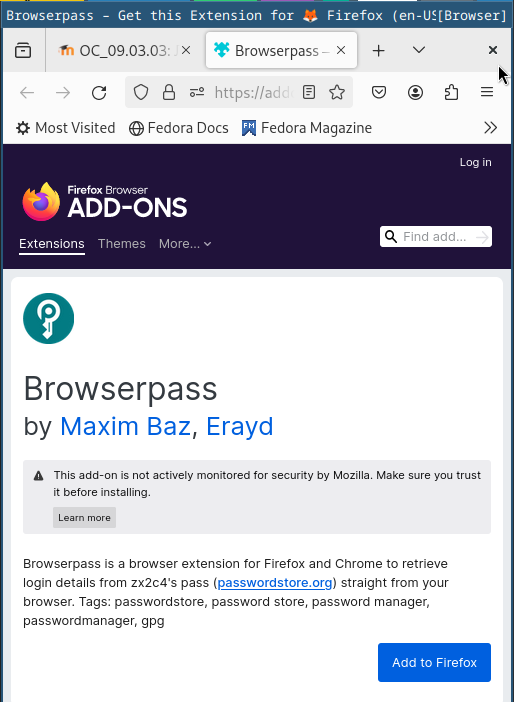 Browserpass – Get this Extension for 🦊 Firefox (en-US[Browser]
OC_09.03.03:
Browserpass –
https://add
Most Visited
Fedora Docs
FM Fedora Magazine
Log in
Firefox Browser
ADD-ONS
Extensions
Themes
More...
Find add...
Browserpass
by Maxim Baz, Erayd
This add-on is not actively monitored for security by Mozilla. Make sure you trust
it before installing.
Learn more
Browserpass is a browser extension for Firefox and Chrome to retrieve
login details from zx2c4's pass (passwordstore.org) straight from your
browser. Tags: passwordstore, password store, password manager,
passwordmanager, gpg
Add to Firefox